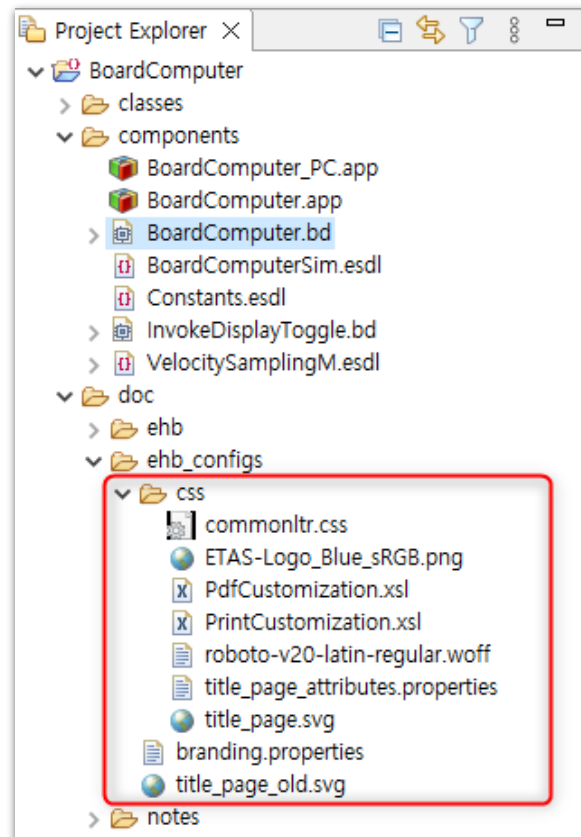 Project Explorer
BoardComputer
classes
components
BoardComputer_PC.app
BoardComputer.app
BoardComputer.bd
BoardComputerSim.esdl
Constants.esdl
InvokeDisplayToggle.bd
VelocitySamplingM.esdl
doc
ehb
ehb_configs
css
commonltr.css
ETAS-Logo_Blue_sRGB.png
PdfCustomization.xsl
PrintCustomization.xsl
roboto-v20-latin-regular.woff
title_page_attributes.properties
title_page.svg
branding.properties
title_page_old.svg
notes